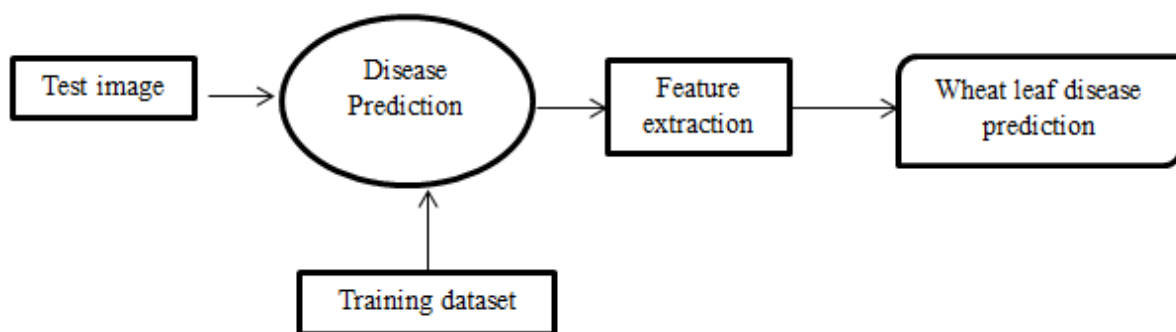 Test image
Disease
Prediction
Feature
extraction
Wheat leaf disease
prediction
Training dataset